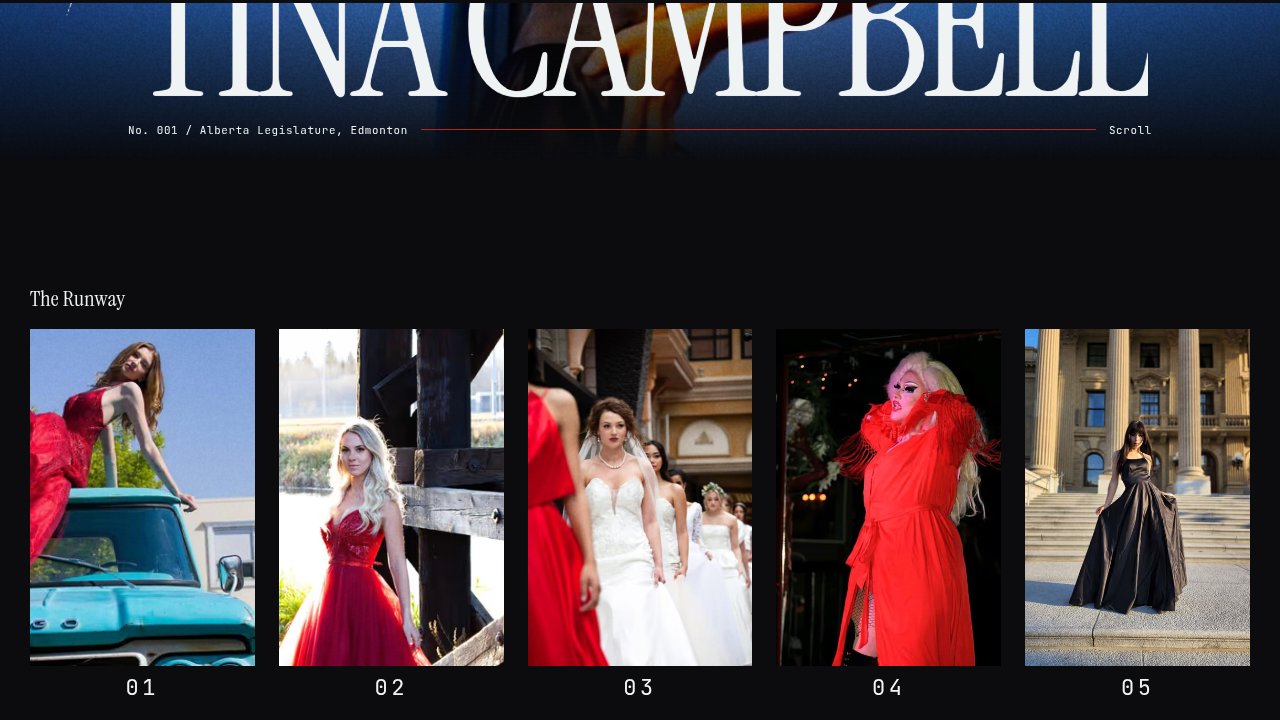 TINA CAMPBELL
No. 001 / Alberta Legislature, Edmonton
Scroll
The Runway
01
02
03
04
05